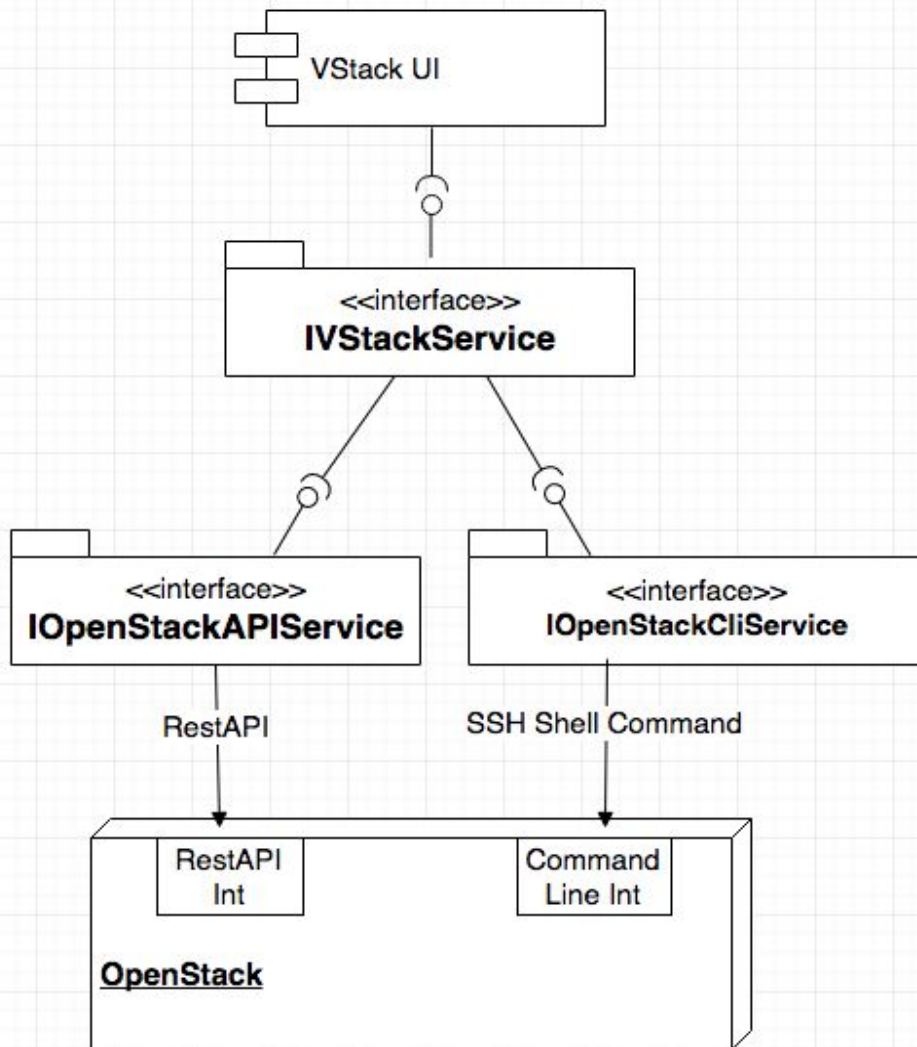 VStack UI
<<interface>>
IVStackService
<<interface>>
IOpenStackAPIService
<<interface>>
IOpenStackCliService
RestAPI
SSH Shell Command
RestAPI
Int
Command
Line Int
OpenStack